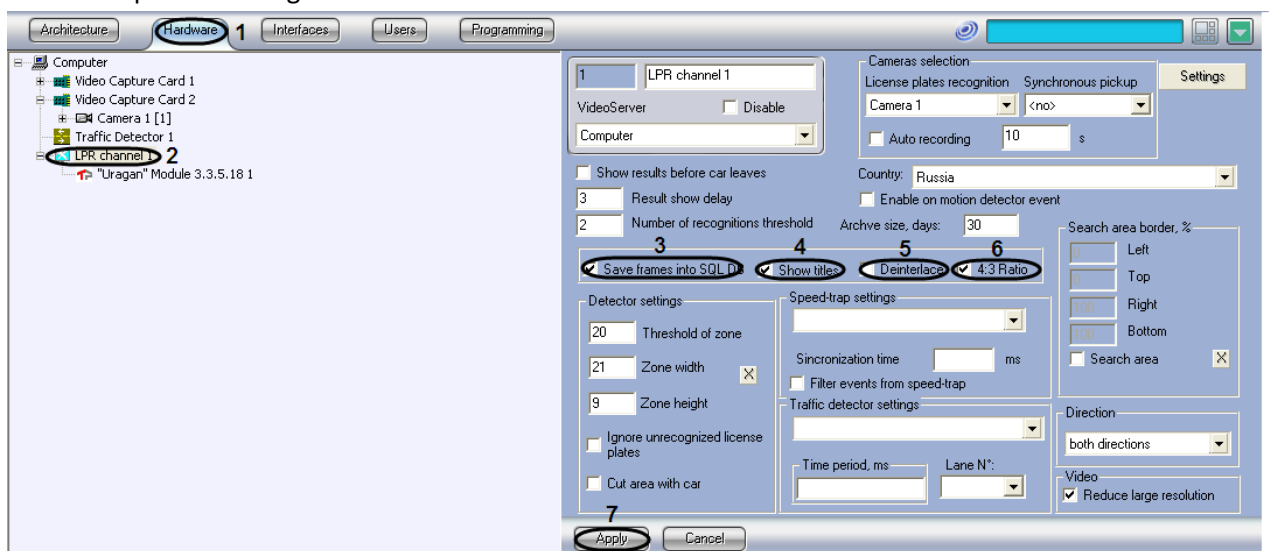 Architecture Hardware 1 Interfaces Users Programming
Computer
Video Capture Card 1
Video Capture Card 2
Camera 1 [1]
Traffic Detector 1
LPR channel 1 2
"Uragan" Module 3.3.5.18 1
1 LPR channel 1
VideoServer Disable
Computer
Cameras selection
License plates recognition Synchronous pickup
Camera 1 <no>
Auto recording 10 s
Settings
Show results before car leaves
3 Result show delay
2 Number of recognitions threshold
Country: Russia
Enable on motion detector event
Archve size, days: 30
3 4 5 6
Save frames into SQL DB Show titles Deinterlace 4:3 Ratio
Search area border, %
Left
Top
Right
Bottom
Search area X
Detector settings
20 Threshold of zone
21 Zone width X
9 Zone height
Ignore unrecognized license
plates
Cut area with car
Speed-trap settings
Sincronization time ms
Filter events from speed-trap
Traffic detector settings
Time period, ms Lane N°:
Direction
both directions
Video
Reduce large resolution
7
Apply Cancel